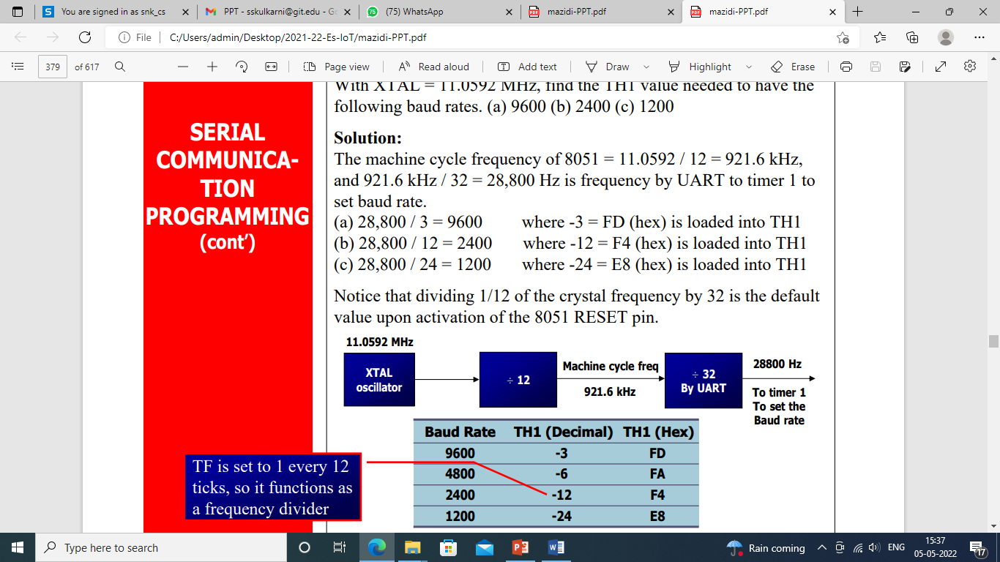 You are signed in as snk_cs
PPT - sskulkarni@git.edu - Go
(75) WhatsApp
mazidi-PPT.pdf
mazidi-PPT.pdf
File
C:/Users/admin/Desktop/2021-22-Es-IoT/mazidi-PPT.pdf
379 of 617
Page view
Read aloud
Add text
Draw
Highlight
Erase
SERIAL
COMMUNICA-
TION
PROGRAMMING
(cont’)
With XTAL = 11.0592 MHz, find the TH1 value needed to have the
following baud rates. (a) 9600 (b) 2400 (c) 1200
Solution:
The machine cycle frequency of 8051 = 11.0592 / 12 = 921.6 kHz,
and 921.6 kHz / 32 = 28,800 Hz is frequency by UART to timer 1 to
set baud rate.
(a) 28,800 / 3 = 9600 where -3 = FD (hex) is loaded into TH1
(b) 28,800 / 12 = 2400 where -12 = F4 (hex) is loaded into TH1
(c) 28,800 / 24 = 1200 where -24 = E8 (hex) is loaded into TH1
Notice that dividing 1/12 of the crystal frequency by 32 is the default
value upon activation of the 8051 RESET pin.
11.0592 MHz
XTAL
oscillator
÷ 12
Machine cycle freq
921.6 kHz
÷ 32
By UART
28800 Hz
To timer 1
To set the
Baud rate
Baud Rate TH1 (Decimal) TH1 (Hex)
9600 -3 FD
4800 -6 FA
2400 -12 F4
1200 -24 E8
TF is set to 1 every 12
ticks, so it functions as
a frequency divider
Type here to search
Rain coming
ENG
15:37
05-05-2022
17